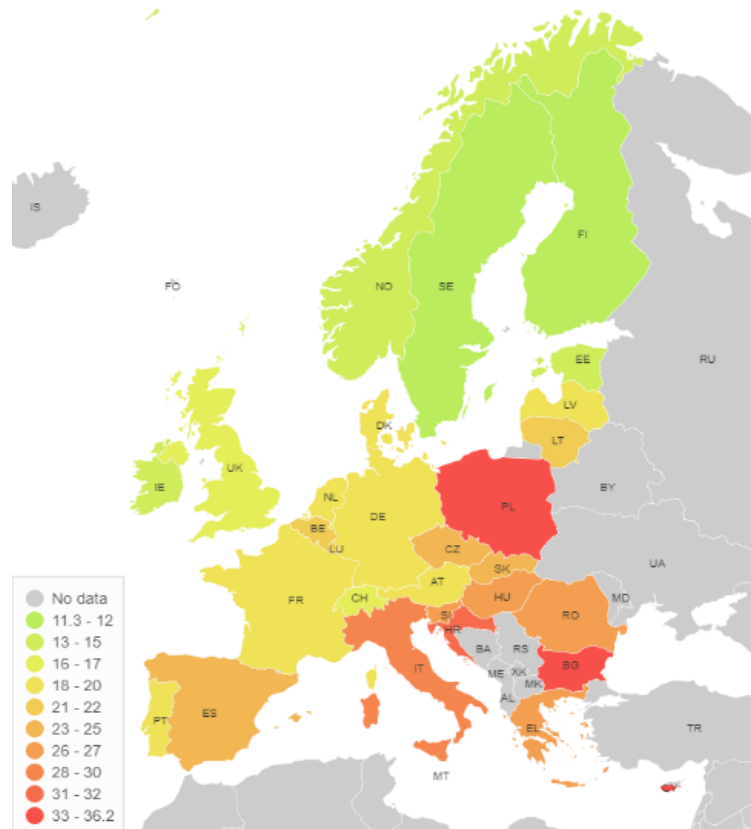 IS
FO
NO
SE
FI
RU
EE
LV
DK
LT
IE
UK
NL
BY
PL
DE
BE
LU
CZ
UA
SK
FR
AT
CH
HU
MD
RO
SI
HR
BA
RS
IT
ME
XK
BG
MK
AL
PT
ES
EL
TR
MT
No data
11.3 - 12
13 - 15
16 - 17
18 - 20
21 - 22
23 - 25
26 - 27
28 - 30
31 - 32
33 - 36.2